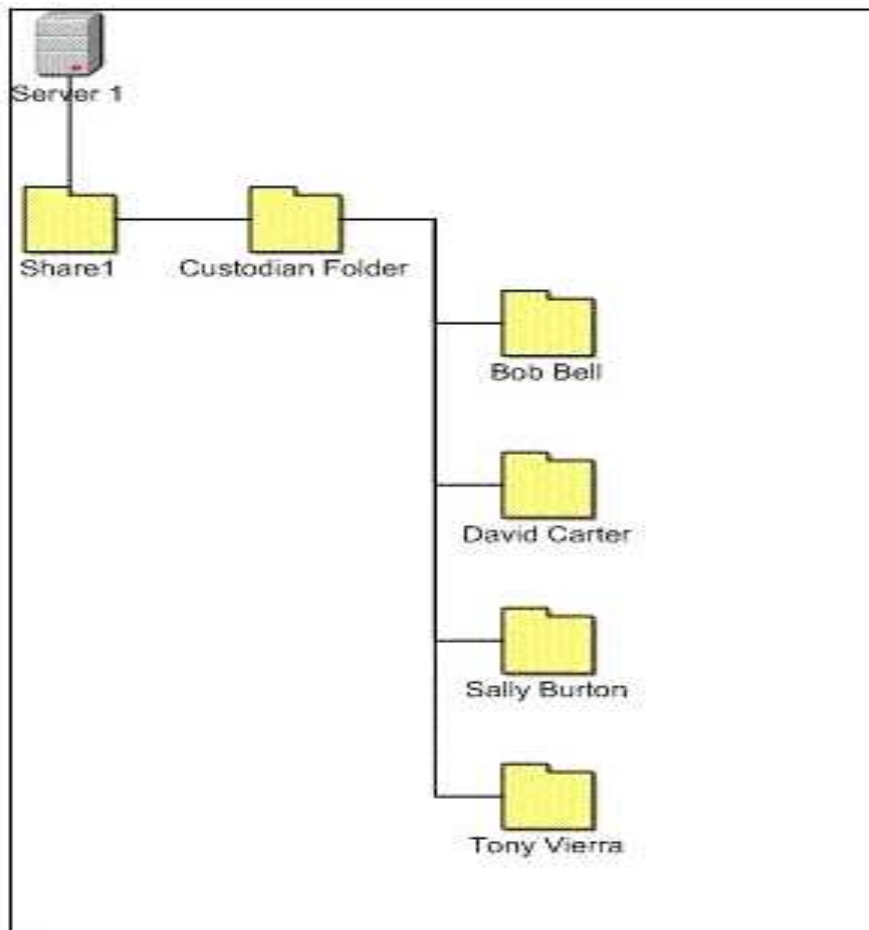 Server 1
Share1
Custodian Folder
Bob Bell
David Carter
Sally Burton
Tony Vierra